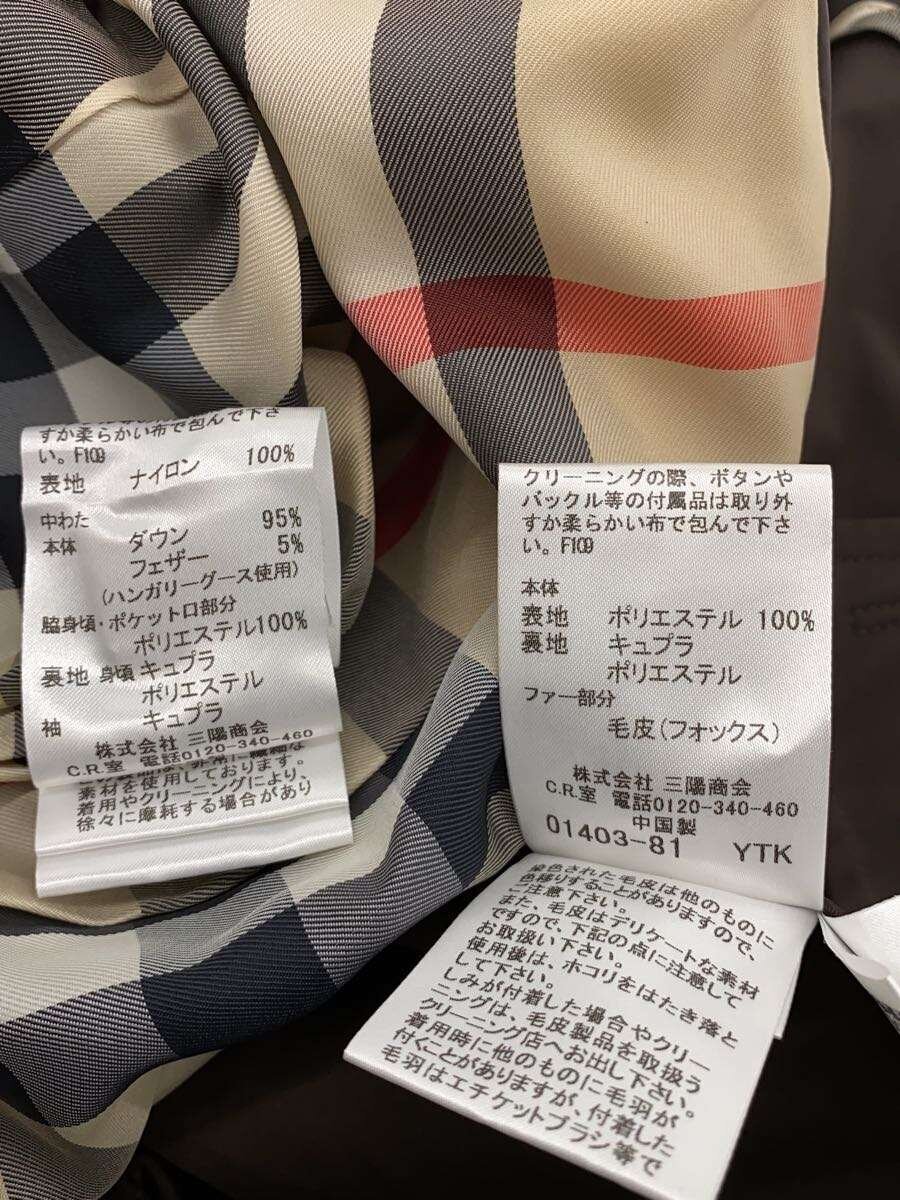 すか柔らかい布で包んで下さ
い。F109
表地 ナイロン 100%
中わた
本体 ダウン 95%
フェザー 5%
(ハンガリーグース使用)
脇身頃・ポケット口部分
ポリエステル100%
裏地 身頃 キュプラ
ポリエステル
袖 キュプラ
株式会社 三陽商会
C.R.室 電話0120-340-460
素材を使用しております。
着用やクリーニングにより、
徐々に摩耗する場合があり
クリーニングの際、ボタンや
バックル等の付属品は取り外
すか柔らかい布で包んで下さ
い。F109
本体
表地 ポリエステル 100%
裏地 キュプラ
ポリエステル
ファー部分
毛皮(フォックス)
株式会社 三陽商会
C.R.室 電話0120-340-460
中国製
01403-81 YTK
染色された毛皮は他のものに
色移りすることがありますので、
ご注意下さい。
また、毛皮はデリケートな素材
ですので、下記の点に注意して
お取扱い下さい。
使用後は、ホコリをはたき落と
して下さい。
しみが付着した場合やクリー
ニングは、毛皮製品を取扱う
クリーニング店へお出し下さい。
着用時に他のものに毛羽が
付くことがありますが、付着した
毛羽はエチケットブラシ等で